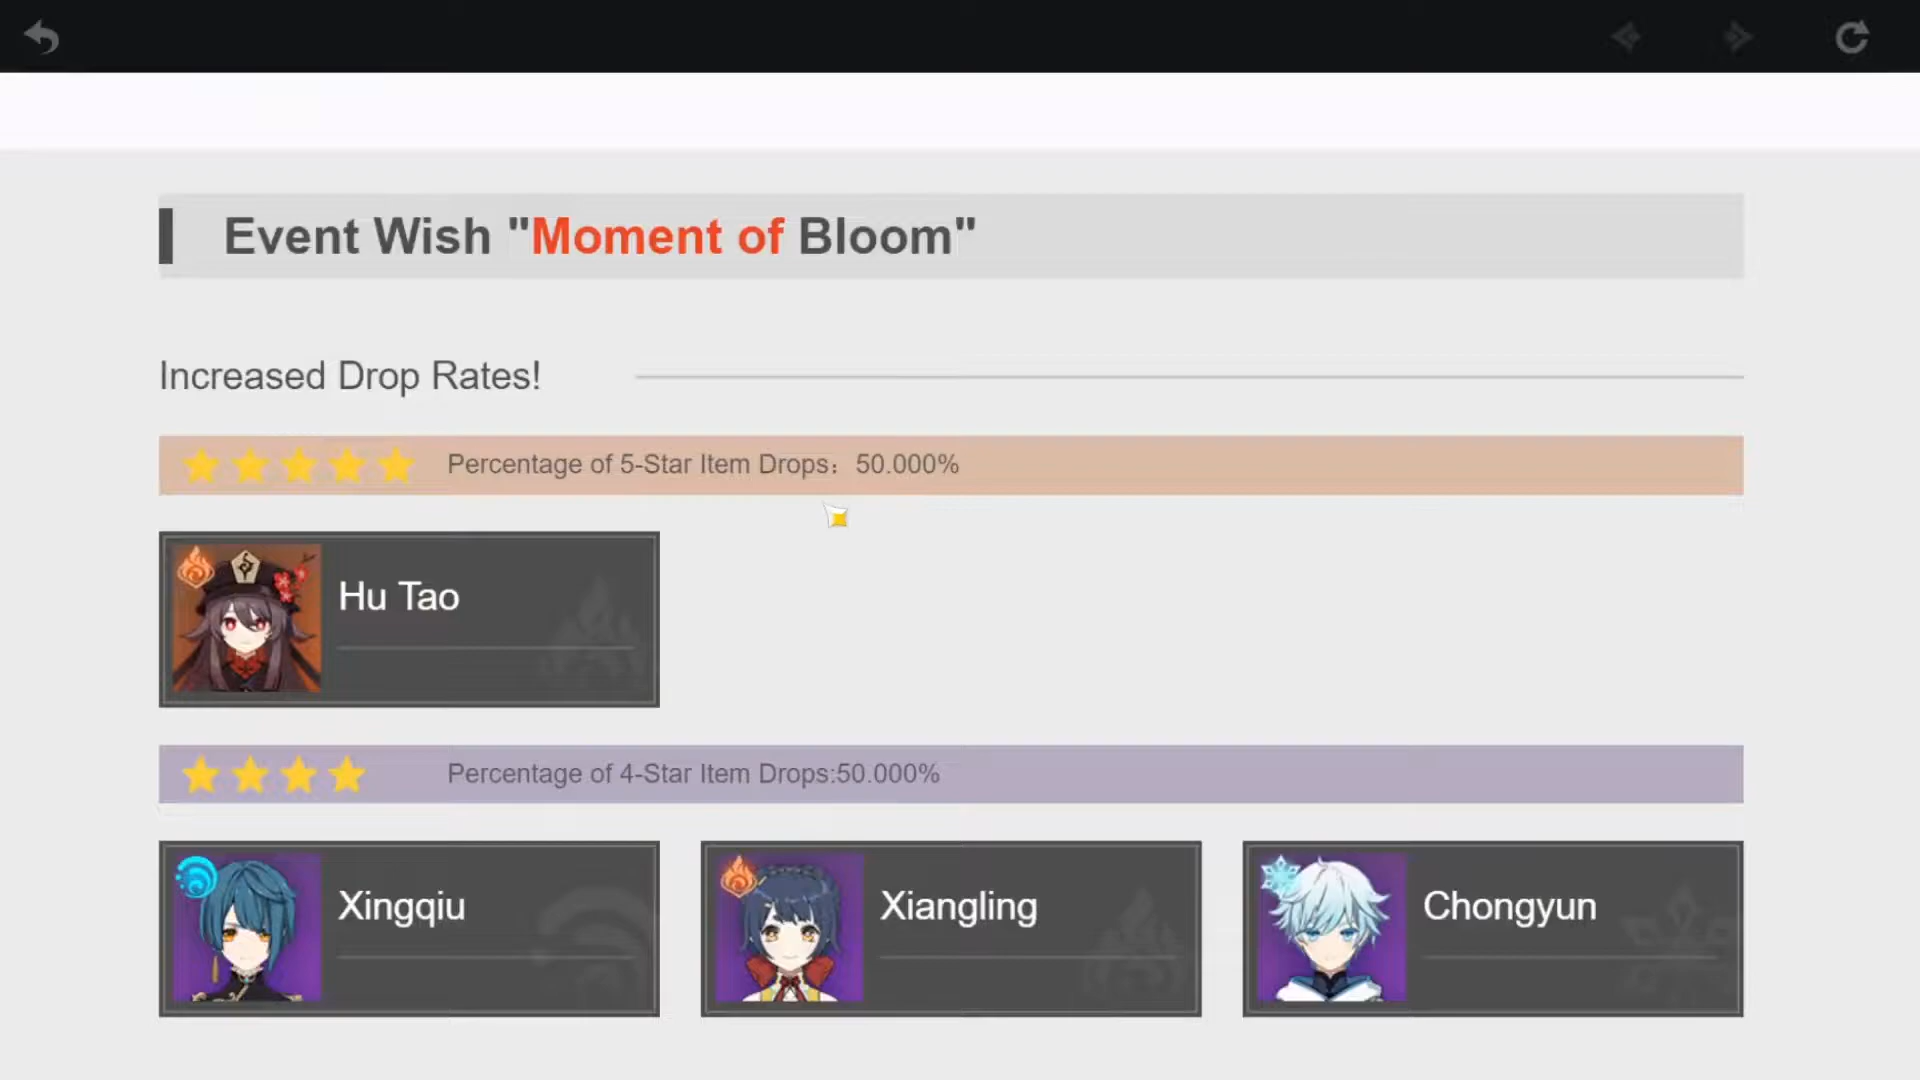 Event Wish "Moment of Bloom"
Increased Drop Rates!
Percentage of 5-Star Item Drops：50.000%
Hu Tao
Percentage of 4-Star Item Drops:50.000%
Xingqiu
Xiangling
Chongyun